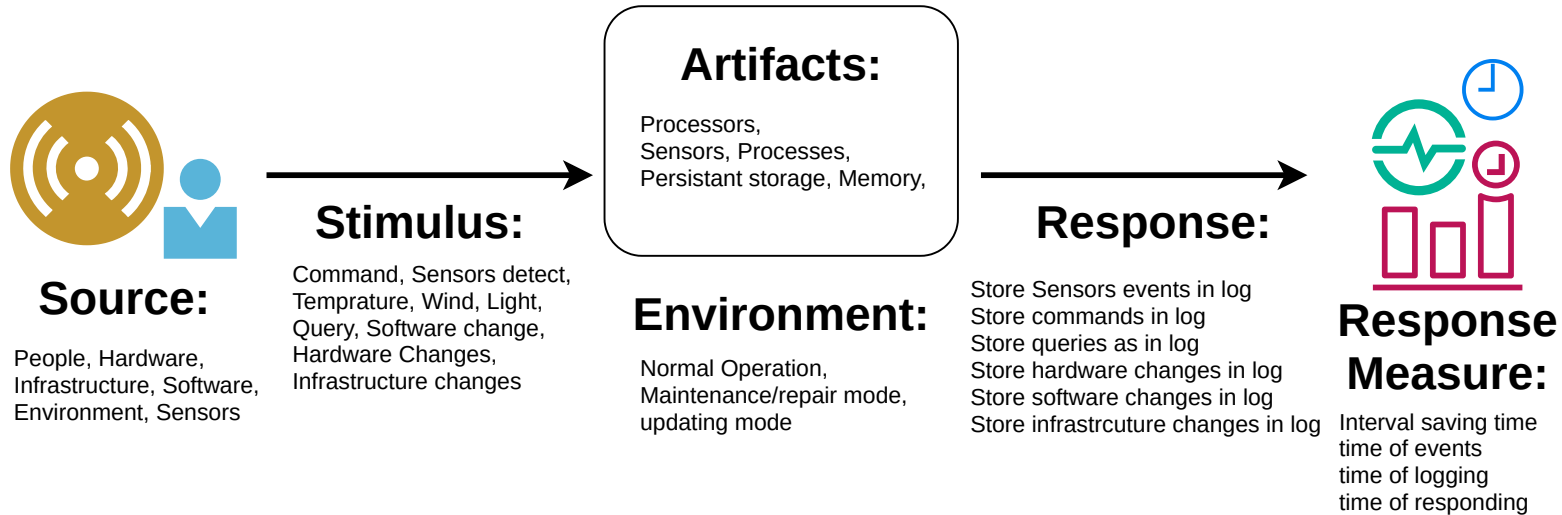 Source:
People, Hardware,
Infrastructure, Software,
Environment, Sensors
Stimulus:
Command, Sensors detect,
Temprature, Wind, Light,
Query, Software change,
Hardware Changes,
Infrastructure changes
Artifacts:
Processors,
Sensors, Processes,
Persistant storage, Memory,
Environment:
Normal Operation,
Maintenance/repair mode,
updating mode
Response:
Store Sensors events in log
Store commands in log
Store queries as in log
Store hardware changes in log
Store software changes in log
Store infrastrcuture changes in log
Response
Measure:
Interval saving time
time of events
time of logging
time of responding